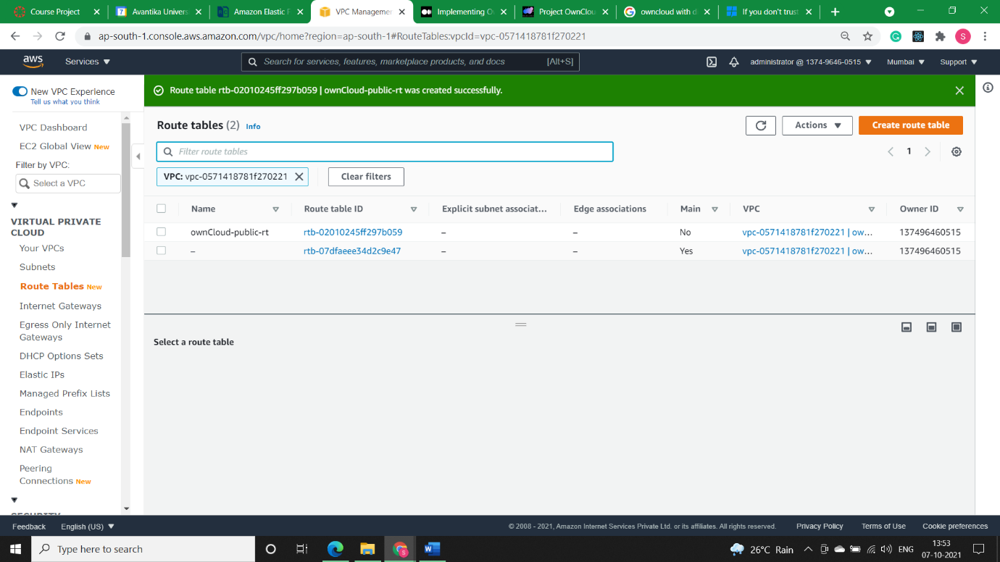 Course Project
Avantika Univers
Amazon Elastic F
VPC Managemen
Implementing O
Project OwnClou
owncloud with d
If you don't trust
ap-south-1.console.aws.amazon.com/vpc/home?region=ap-south-1#RouteTables:vpcId=vpc-0571418781f270221
S
aws
Services
Search for services, features, marketplace products, and docs
[Alt+S]
administrator @ 1374-9646-0515
Mumbai
Support
New VPC Experience
Tell us what you think
VPC Dashboard
EC2 Global View New
Filter by VPC:
Select a VPC
VIRTUAL PRIVATE
CLOUD
Your VPCs
Subnets
Route Tables New
Internet Gateways
Egress Only Internet
Gateways
DHCP Options Sets
Elastic IPs
Managed Prefix Lists
Endpoints
Endpoint Services
NAT Gateways
Peering
Connections New
SECURITY
Route table rtb-02010245ff297b059 | ownCloud-public-rt was created successfully.
Route tables (2) Info
Actions
Create route table
Filter route tables
1
VPC: vpc-0571418781f270221
Clear filters
Name Route table ID Explicit subnet associat... Edge associations Main VPC Owner ID
ownCloud-public-rt rtb-02010245ff297b059 – – No vpc-0571418781f270221 | ow... 137496460515
– rtb-07dfaeee34d2c9e47 – – Yes vpc-0571418781f270221 | ow... 137496460515
Select a route table
Feedback
English (US)
© 2008 - 2021, Amazon Internet Services Private Ltd. or its affiliates. All rights reserved.
Privacy Policy
Terms of Use
Cookie preferences
Type here to search
26°C Rain
ENG
13:53
07-10-2021